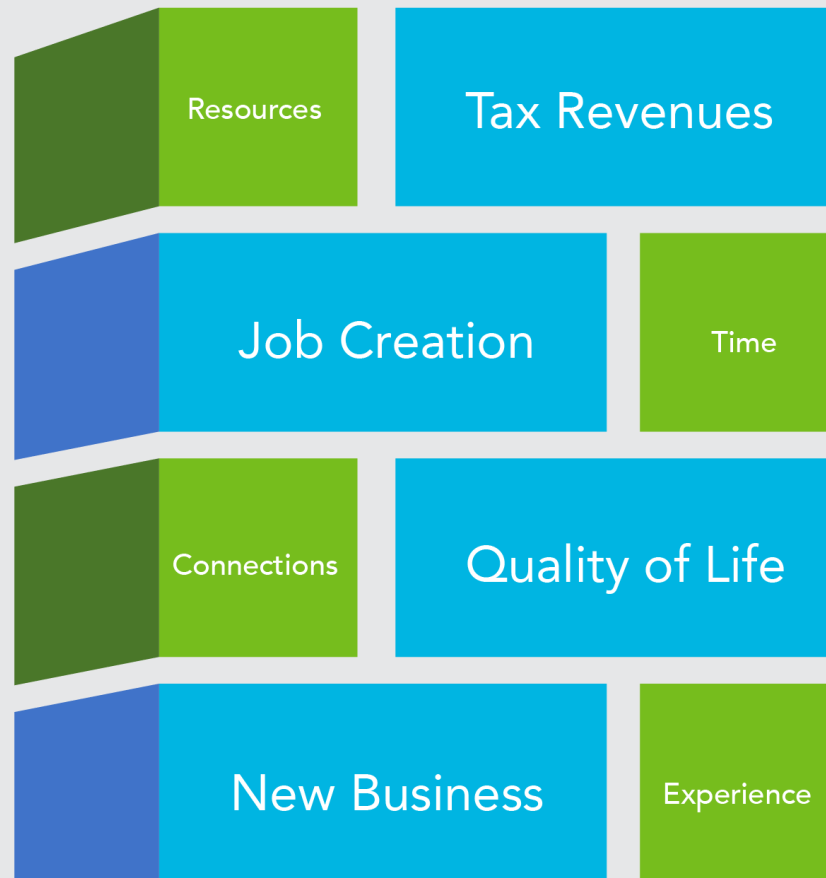 Resources
Tax Revenues
Job Creation
Time
Connections
Quality of Life
New Business
Experience